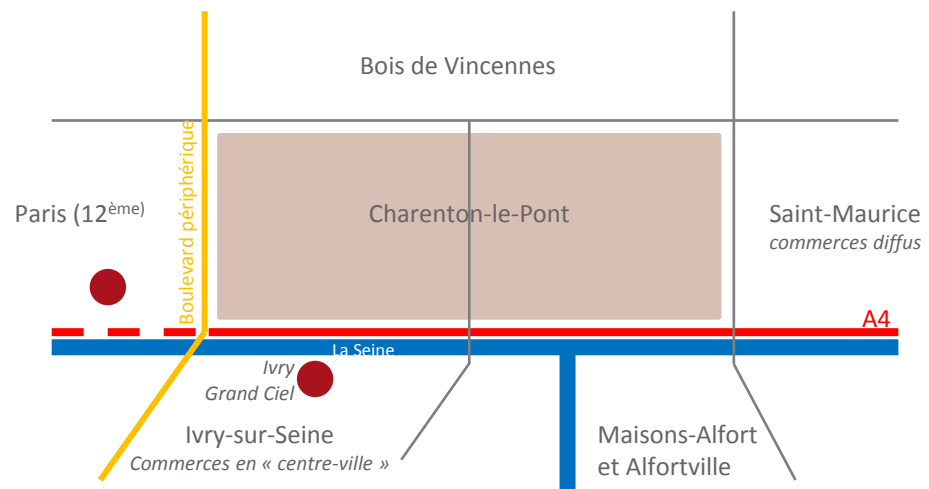 Bois de Vincennes
Boulevard périphérique
Paris (12ème)
Charenton-le-Pont
Saint-Maurice
commerces diffus
A4
La Seine
Ivry
Grand Ciel
Ivry-sur-Seine
Commerces en « centre-ville »
Maisons-Alfort
et Alfortville